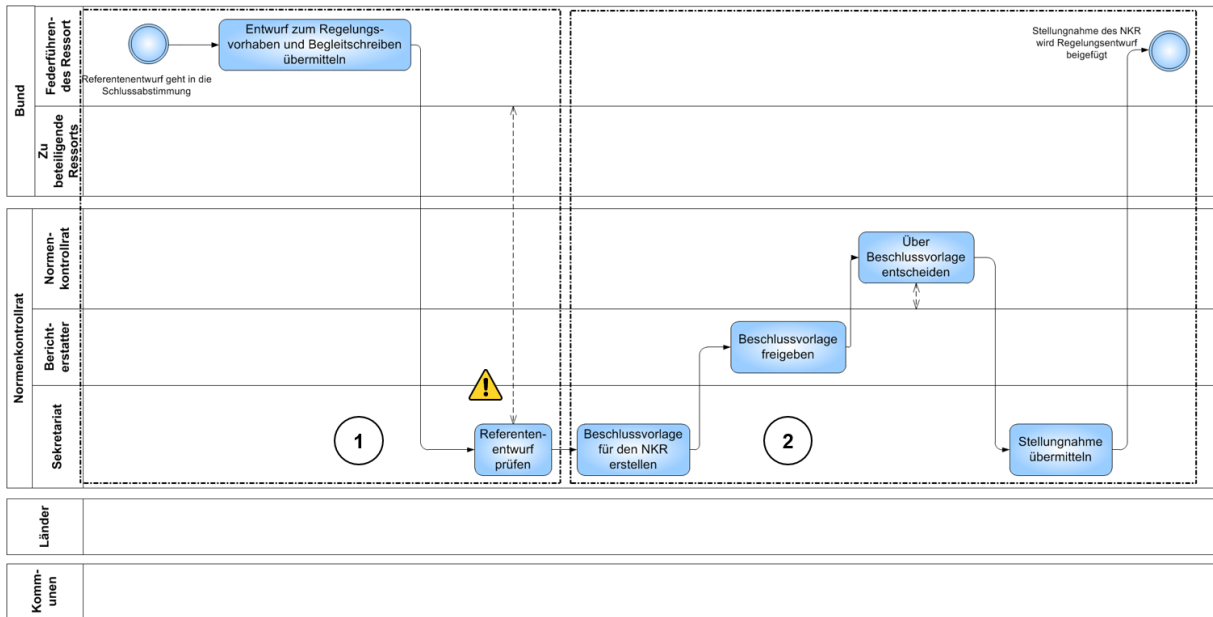 Bund
Federführen-
des Ressort
Referentenentwurf geht in die
Schlussabstimmung
Entwurf zum Regelungs-
vorhaben und Begleitschreiben
übermitteln
Stellungnahme des NKR
wird Regelungsentwurf
beigefügt
Zu
beteiligende
Ressorts
Normenkontrollrat
Normen-
kontrollrat
Über
Beschlussvorlage
entscheiden
Bericht-
erstatter
Beschlussvorlage
freigeben
Sekretariat
1
Referenten-
entwurf
prüfen
Beschlussvorlage
für den NKR
erstellen
2
Stellungnahme
übermitteln
Länder
Komm-
unen